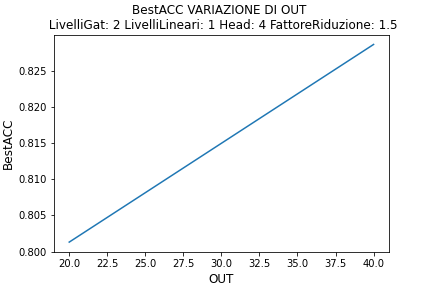 BestACC VARIAZIONE DI OUT
LivelliGat: 2 LivelliLineari: 1 Head: 4 FattoreRiduzione: 1.5
BestACC
0.825
0.820
0.815
0.810
0.805
0.800
20.0 22.5 25.0 27.5 30.0 32.5 35.0 37.5 40.0
OUT